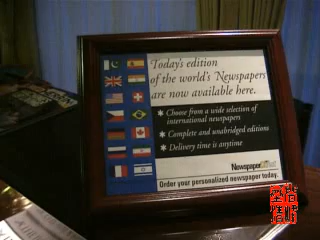 Today's edition
of the world's Newspapers
are now available here.
Choose from a wide selection of
international newspapers
Complete and unabridged editions
Delivery time is anytime
Newspaper
Order your personalized newspaper today.